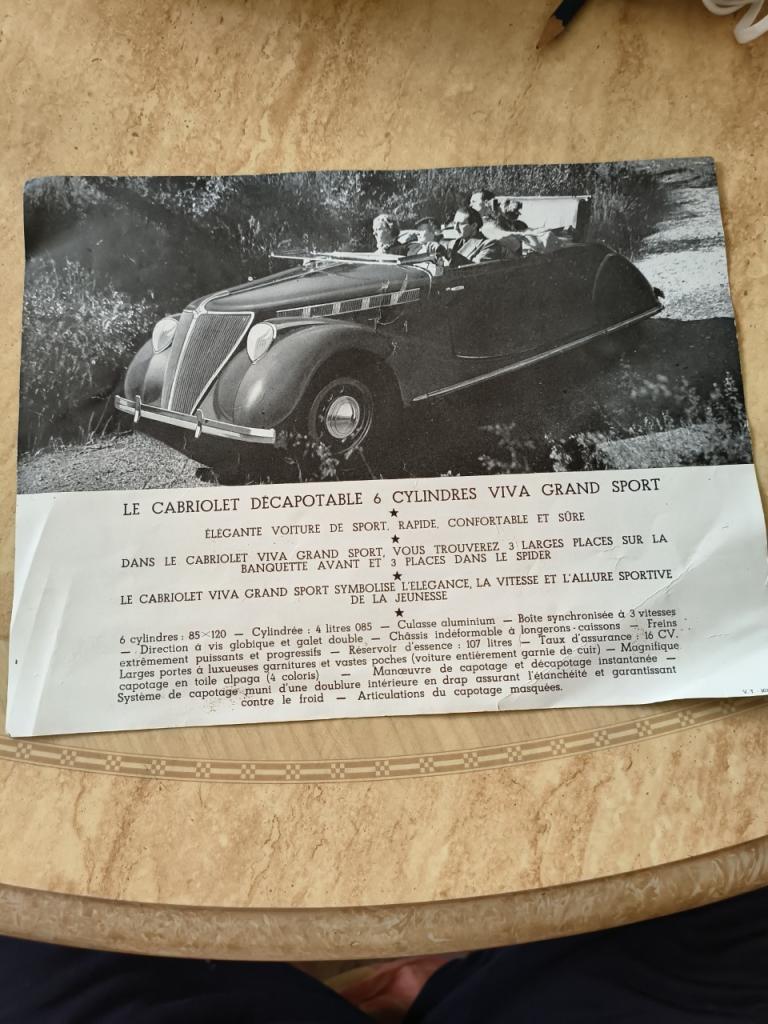 LE CABRIOLET DÉCAPOTABLE 6 CYLINDRES VIVA GRAND SPORT
★
ÉLÉGANTE VOITURE DE SPORT, RAPIDE, CONFORTABLE ET SÛRE
★
DANS LE CABRIOLET VIVA GRAND SPORT, VOUS TROUVEREZ 3 LARGES PLACES SUR LA
BANQUETTE AVANT ET 3 PLACES DANS LE SPIDER
★
LE CABRIOLET VIVA GRAND SPORT SYMBOLISE L'ÉLÉGANCE, LA VITESSE ET L'ALLURE SPORTIVE
DE LA JEUNESSE
★
6 cylindres : 85×120 — Cylindrée : 4 litres 085 — Culasse aluminium — Boîte synchronisée à 3 vitesses
— Direction à vis globique et galet double — Châssis indéformable à longerons-caissons — Freins
extrêmement puissants et progressifs — Réservoir d'essence : 107 litres — Taux d'assurance : 16 CV.
Larges portes à luxueuses garnitures et vastes poches (voiture entièrement garnie de cuir) — Magnifique
capotage en toile alpaga (4 coloris) — Manœuvre de capotage et décapotage instantanée —
Système de capotage muni d'une doublure intérieure en drap assurant l'étanchéité et garantissant
contre le froid — Articulations du capotage masquées.
V. T.